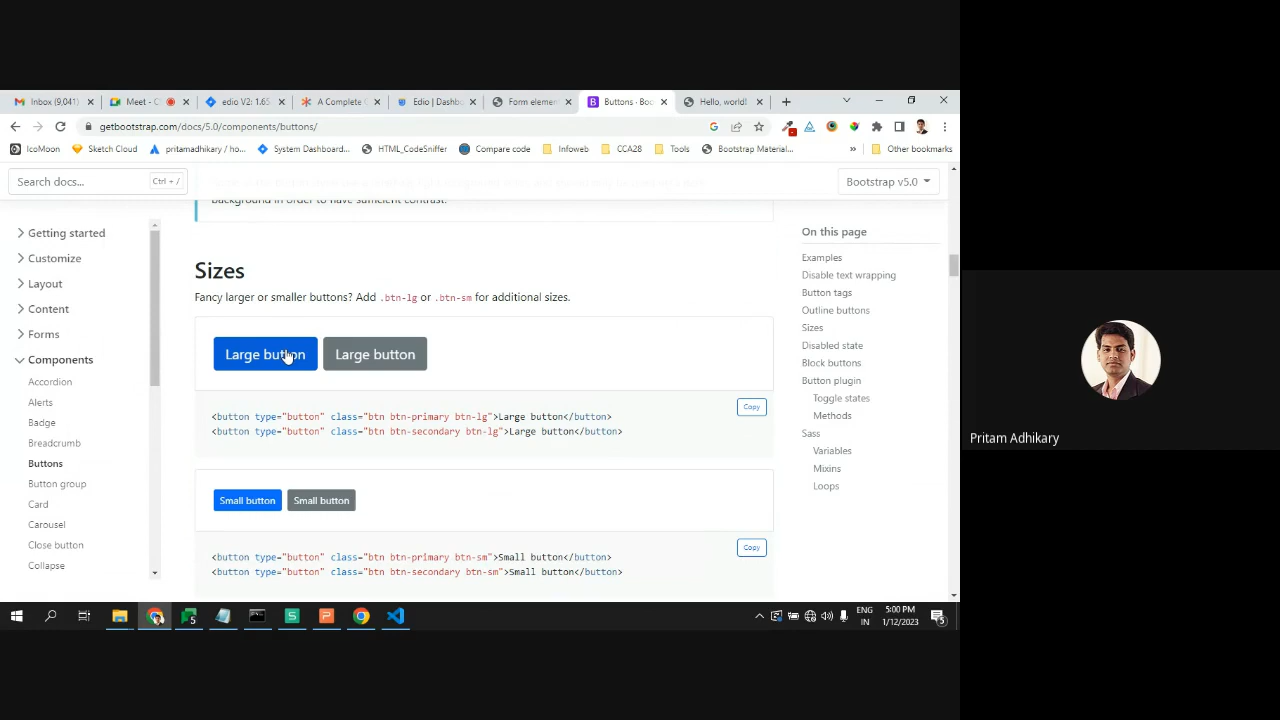 Inbox (9,041)
Meet - C
edio V2: 1.65
A Complete G
Edio | Dashb
Form elemen
Buttons · Boo
Hello, world!
getbootstrap.com/docs/5.0/components/buttons/
IcoMoon
Sketch Cloud
pritamadhikary / ho...
System Dashboard...
HTML_CodeSniffer
Compare code
Infoweb
CCA28
Tools
Bootstrap Material...
»
Other bookmarks
Search docs...
Ctrl + /
Bootstrap v5.0
background in order to have sufficient contrast.
Getting started
Customize
Layout
Content
Forms
Components
Accordion
Alerts
Badge
Breadcrumb
Buttons
Button group
Card
Carousel
Close button
Collapse
Sizes
Fancy larger or smaller buttons? Add .btn-lg or .btn-sm for additional sizes.
Large button Large button
Copy
<button type="button" class="btn btn-primary btn-lg">Large button</button>
<button type="button" class="btn btn-secondary btn-lg">Large button</button>
Small button Small button
Copy
<button type="button" class="btn btn-primary btn-sm">Small button</button>
<button type="button" class="btn btn-secondary btn-sm">Small button</button>
On this page
Examples
Disable text wrapping
Button tags
Outline buttons
Sizes
Disabled state
Block buttons
Button plugin
Toggle states
Methods
Sass
Variables
Mixins
Loops
Pritam Adhikary
ENG
IN
5:00 PM
1/12/2023
5